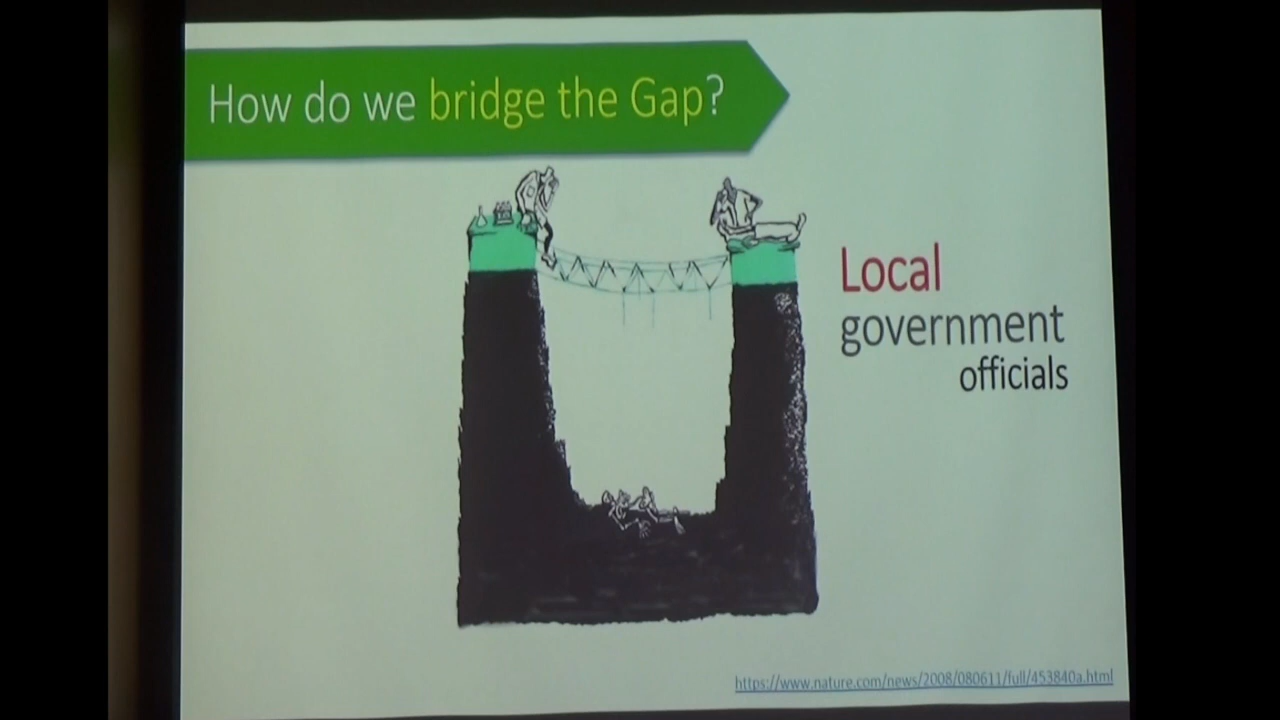 How do we bridge the Gap?
Local
government
officials
https://www.nature.com/news/2008/080611/full/453840a.html